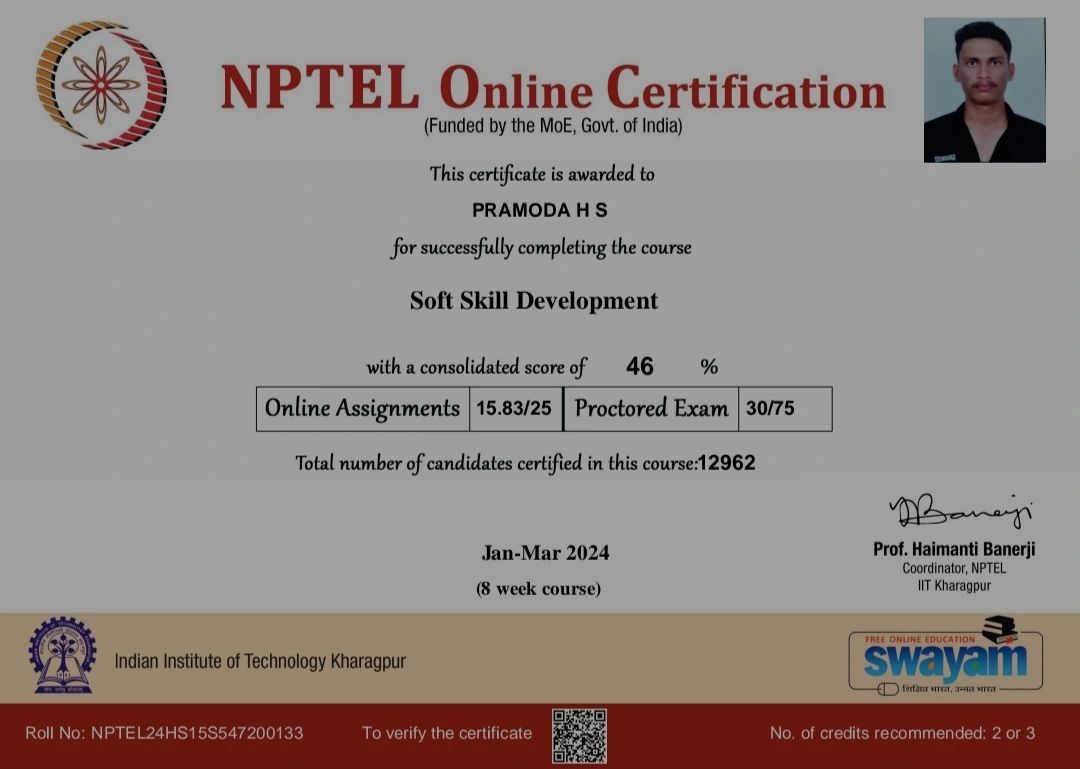 NPTEL Online Certification
(Funded by the MoE, Govt. of India)
This certificate is awarded to
PRAMODA H S
for successfully completing the course
Soft Skill Development
with a consolidated score of 46 %
Online Assignments 15.83/25 Proctored Exam 30/75
Total number of candidates certified in this course:12962
Jan-Mar 2024
(8 week course)
Prof. Haimanti Banerji
Coordinator, NPTEL
IIT Kharagpur
Indian Institute of Technology Kharagpur
FREE ONLINE EDUCATION
swayam
शिक्षित भारत, उन्नत भारत
Roll No: NPTEL24HS15S547200133
To verify the certificate
No. of credits recommended: 2 or 3